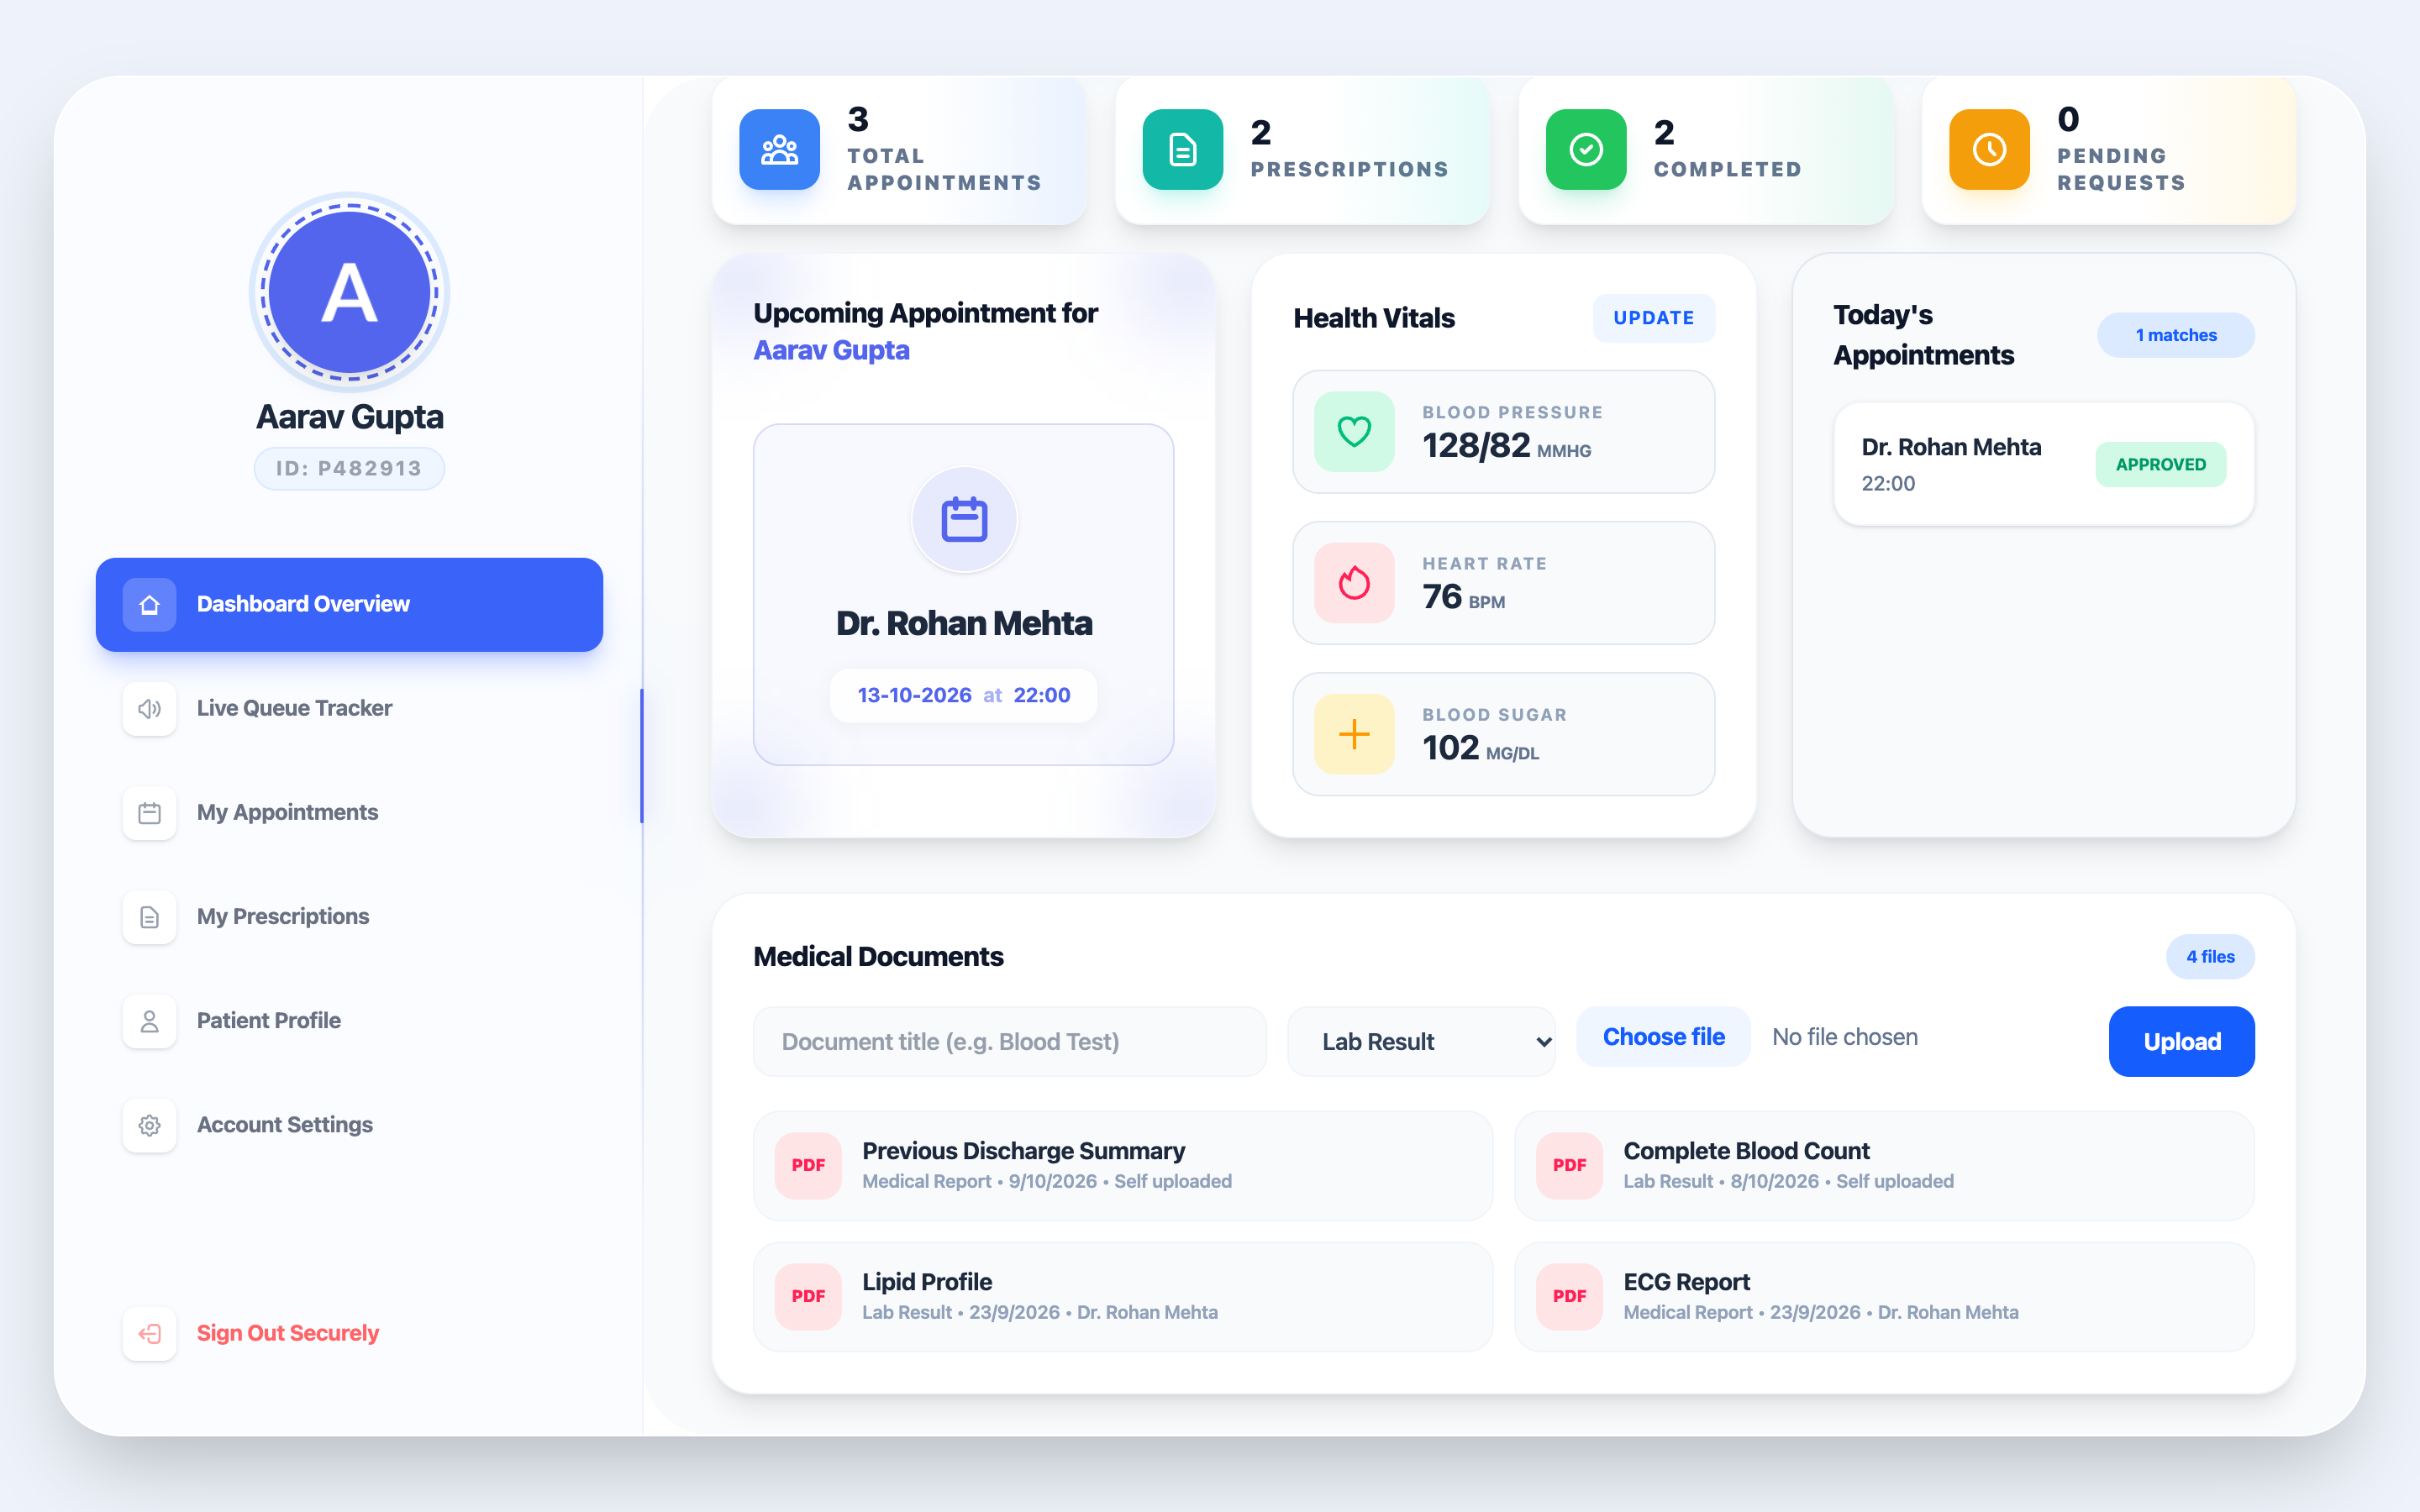 A
Aarav Gupta
ID: P482913
Dashboard Overview
Live Queue Tracker
My Appointments
My Prescriptions
Patient Profile
Account Settings
Sign Out Securely
3
TOTAL
APPOINTMENTS
2
PRESCRIPTIONS
2
COMPLETED
0
PENDING
REQUESTS
Upcoming Appointment for
Aarav Gupta
Dr. Rohan Mehta
13-10-2026 at 22:00
Health Vitals
UPDATE
BLOOD PRESSURE
128/82 MMHG
HEART RATE
76 BPM
BLOOD SUGAR
102 MG/DL
Today's
Appointments
1 matches
Dr. Rohan Mehta
22:00
APPROVED
Medical Documents
4 files
Document title (e.g. Blood Test)
Lab Result
Choose file
No file chosen
Upload
PDF
Previous Discharge Summary
Medical Report • 9/10/2026 • Self uploaded
PDF
Complete Blood Count
Lab Result • 8/10/2026 • Self uploaded
PDF
Lipid Profile
Lab Result • 23/9/2026 • Dr. Rohan Mehta
PDF
ECG Report
Medical Report • 23/9/2026 • Dr. Rohan Mehta